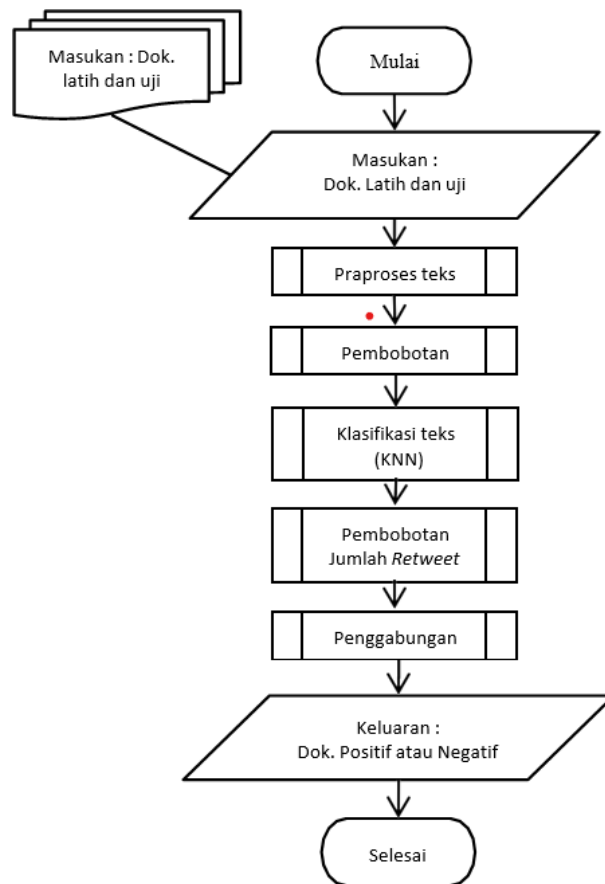 Masukan : Dok.
latih dan uji
Mulai
Masukan :
Dok. Latih dan uji
Praproses teks
Pembobotan
Klasifikasi teks
(KNN)
Pembobotan
Jumlah Retweet
Penggabungan
Keluaran :
Dok. Positif atau Negatif
Selesai